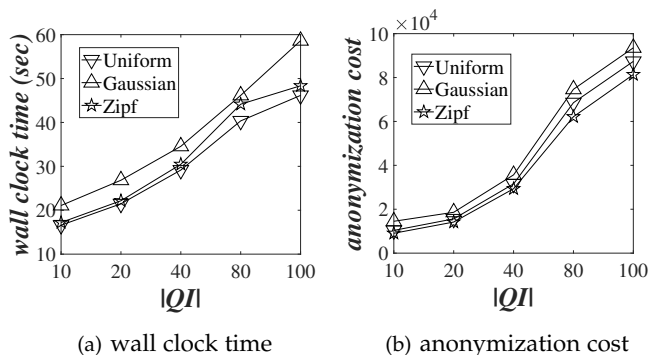 wall clock time (sec)
60
50
40
30
20
10
Uniform
Gaussian
Zipf
10 20 40 80 100
|QI|
(a) wall clock time
anonymization cost
×10⁴
10
8
6
4
2
0
Uniform
Gaussian
Zipf
10 20 40 80 100
|QI|
(b) anonymization cost